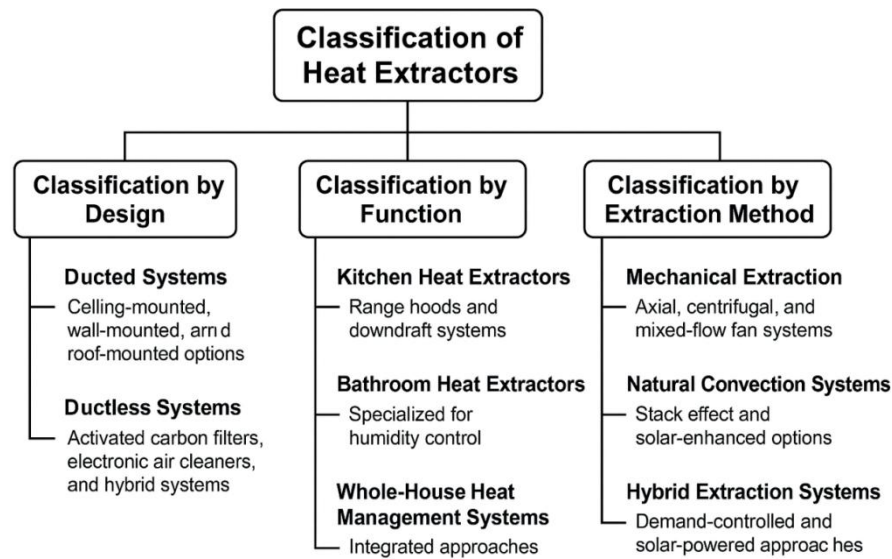 Classification of
Heat Extractors
Classification by
Design
Ducted Systems
Celling-mounted,
wall-mounted, arnd
roof-mounted options
Ductless Systems
Activated carbon filters,
electronic air cleaners,
and hybrid systems
Classification by
Function
Kitchen Heat Extractors
Range hoods and
downdraft systems
Bathroom Heat Extractors
Specialized for
humidity control
Whole-House Heat
Management Systems
Integrated approaches
Classification by
Extraction Method
Mechanical Extraction
Axial, centrifugal, and
mixed-flow fan systems
Natural Convection Systems
Stack effect and
solar-enhanced options
Hybrid Extraction Systems
Demand-controlled and
solar-powered approac hes